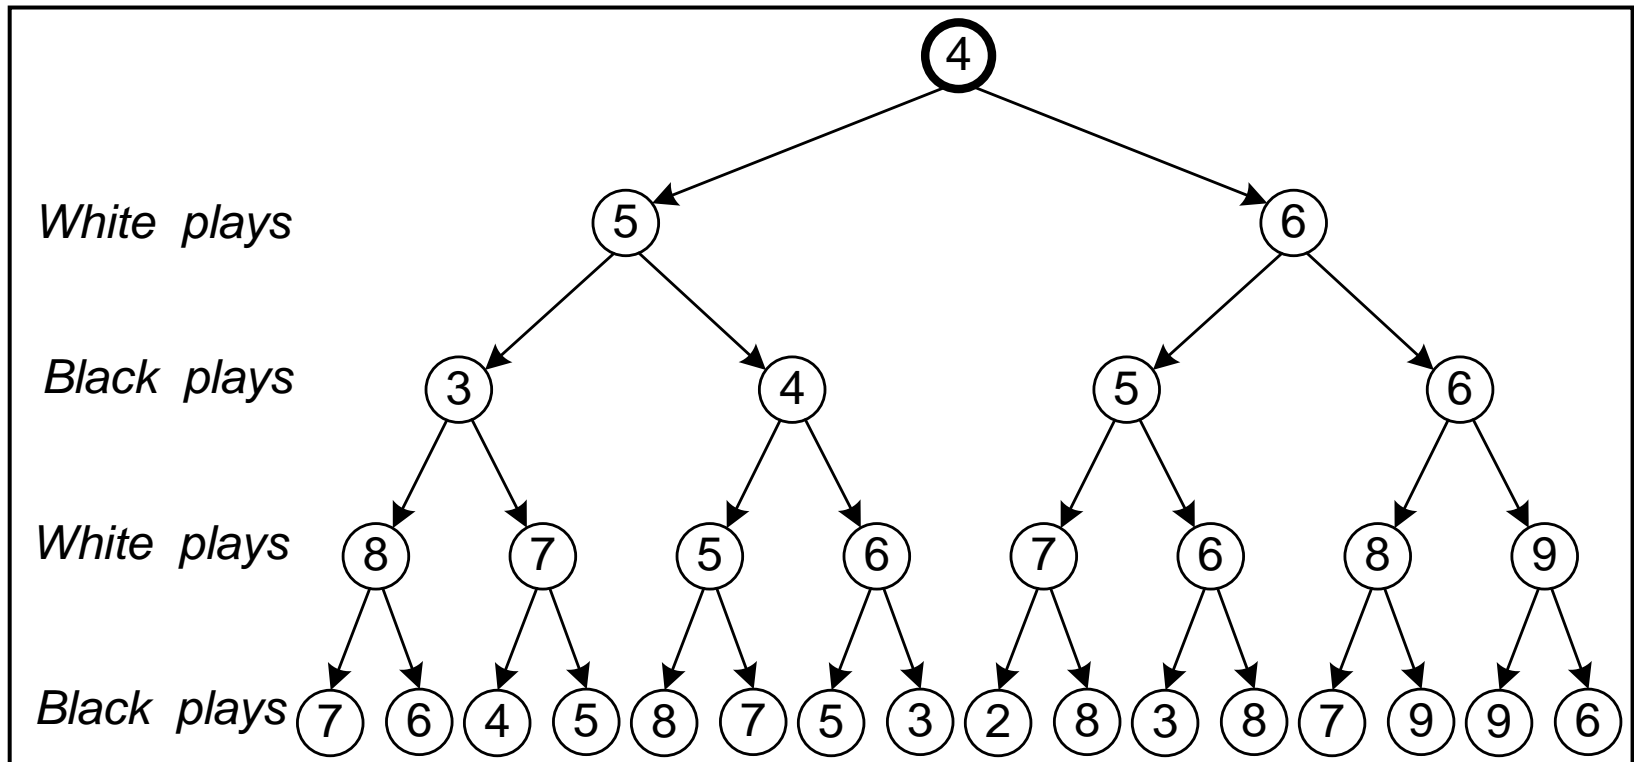 4
White plays 5 6
Black plays 3 4 5 6
White plays 8 7 5 6 7 6 8 9
Black plays 7 6 4 5 8 7 5 3 2 8 3 8 7 9 9 6